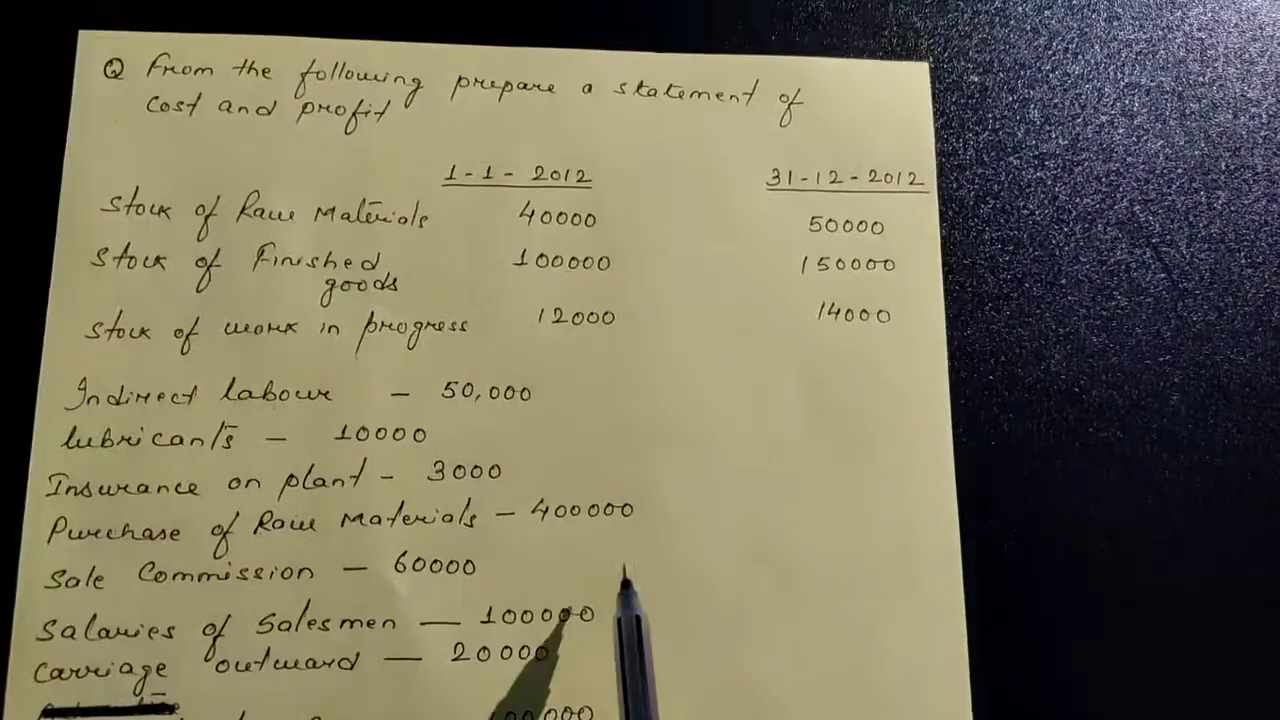 Q From the following prepare a statement of
cost and profit
1-1-2012 31-12-2012
Stock of Raw Materials 40000 50000
Stock of Finished 100000 150000
goods
Stock of work in progress 12000 14000
Indirect labour - 50,000
lubricants - 10000
Insurance on plant - 3000
Purchase of Raw Materials - 400000
Sale Commission - 60000
Salaries of Salesmen - 100000
Carriage outward - 20000